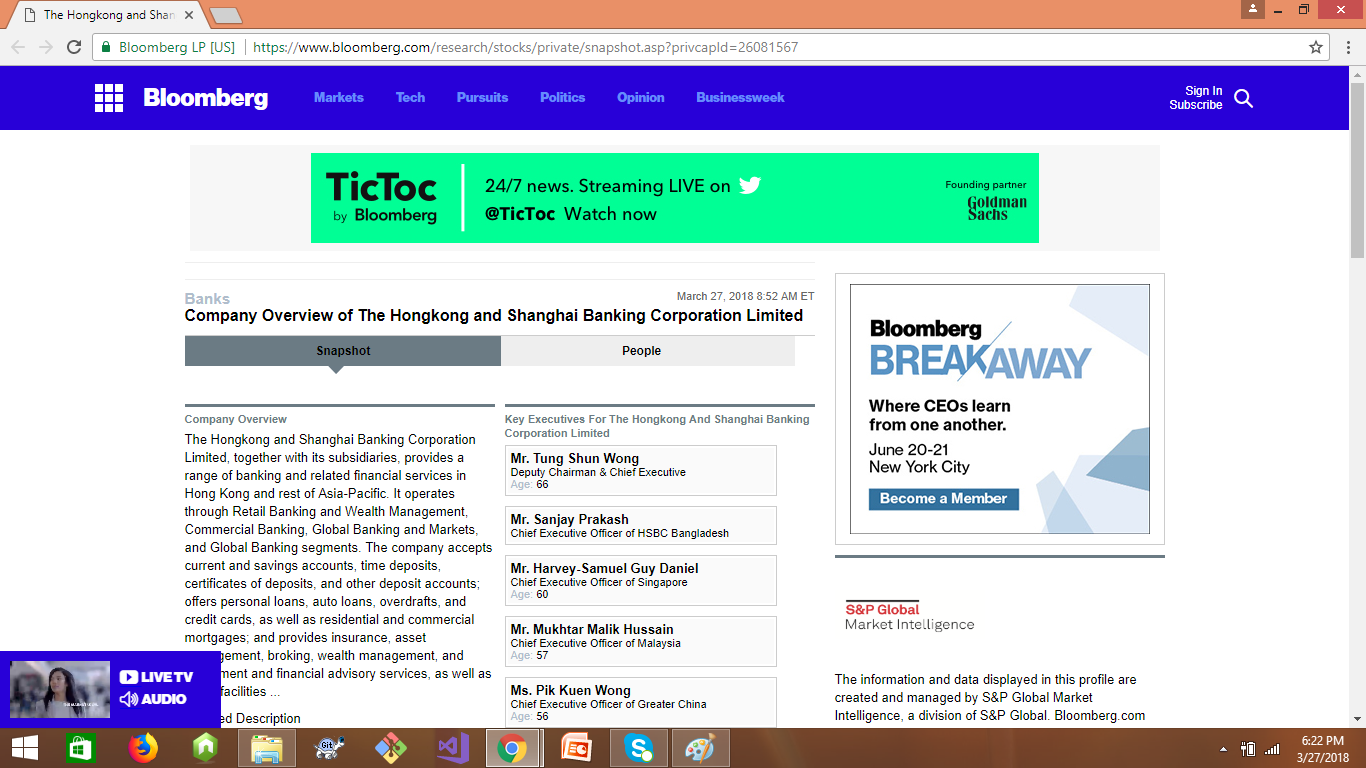 The Hongkong and Shan
Bloomberg LP [US] https://www.bloomberg.com/research/stocks/private/snapshot.asp?privcapId=26081567
Bloomberg Markets Tech Pursuits Politics Opinion Businessweek
Sign In
Subscribe
TicToc
by Bloomberg
24/7 news. Streaming LIVE on
@TicToc Watch now
Founding partner
Goldman
Sachs
Banks
March 27, 2018 8:52 AM ET
Company Overview of The Hongkong and Shanghai Banking Corporation Limited
Snapshot People
Company Overview
The Hongkong and Shanghai Banking Corporation
Limited, together with its subsidiaries, provides a
range of banking and related financial services in
Hong Kong and rest of Asia-Pacific. It operates
through Retail Banking and Wealth Management,
Commercial Banking, Global Banking and Markets,
and Global Banking segments. The company accepts
current and savings accounts, time deposits,
certificates of deposits, and other deposit accounts;
offers personal loans, auto loans, overdrafts, and
credit cards, as well as residential and commercial
mortgages; and provides insurance, asset
gement, broking, wealth management, and
ment and financial advisory services, as well as
facilities ...
ed Description
Key Executives For The Hongkong And Shanghai Banking
Corporation Limited
Mr. Tung Shun Wong
Deputy Chairman & Chief Executive
Age: 66
Mr. Sanjay Prakash
Chief Executive Officer of HSBC Bangladesh
Mr. Harvey-Samuel Guy Daniel
Chief Executive Officer of Singapore
Age: 60
Mr. Mukhtar Malik Hussain
Chief Executive Officer of Malaysia
Age: 57
Ms. Pik Kuen Wong
Chief Executive Officer of Greater China
Age: 56
Bloomberg
BREAKAWAY
Where CEOs learn
from one another.
June 20-21
New York City
Become a Member
S&P Global
Market Intelligence
The information and data displayed in this profile are
created and managed by S&P Global Market
Intelligence, a division of S&P Global. Bloomberg.com
LIVE TV
AUDIO
Git
6:22 PM
3/27/2018